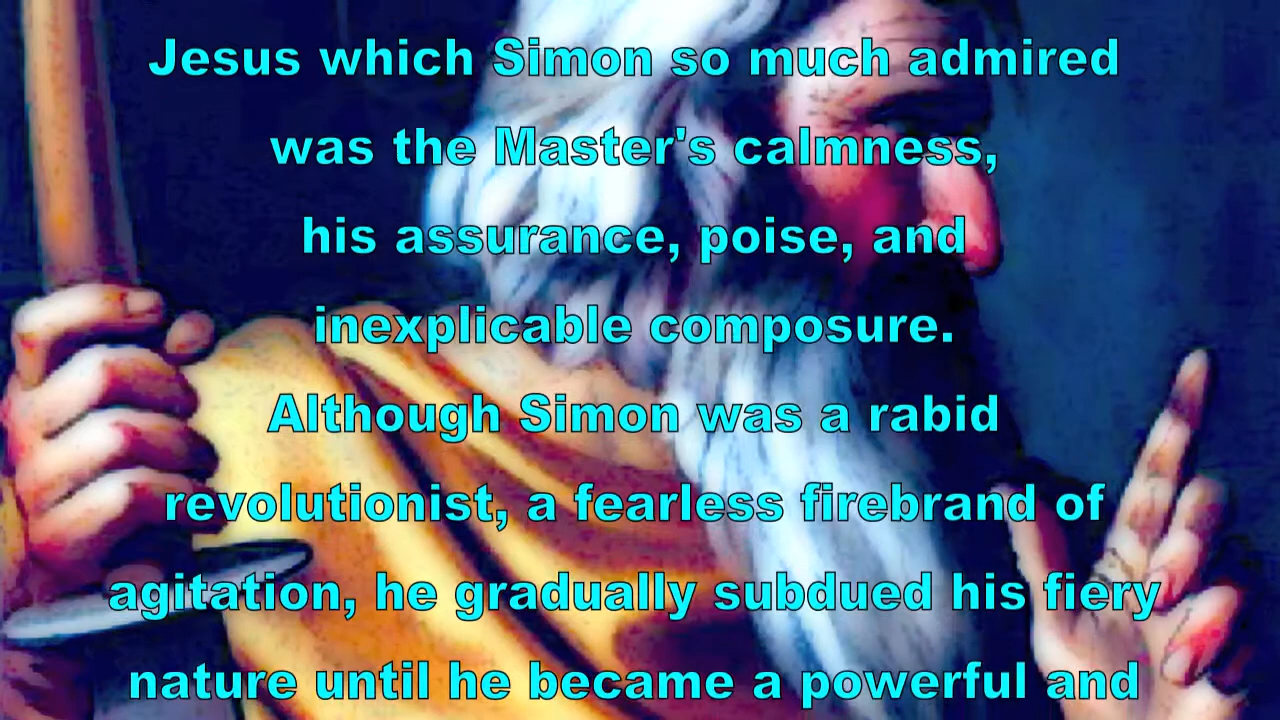 Jesus which Simon so much admired
was the Master's calmness,
his assurance, poise, and
inexplicable composure.
Although Simon was a rabid
revolutionist, a fearless firebrand of
agitation, he gradually subdued his fiery
nature until he became a powerful and